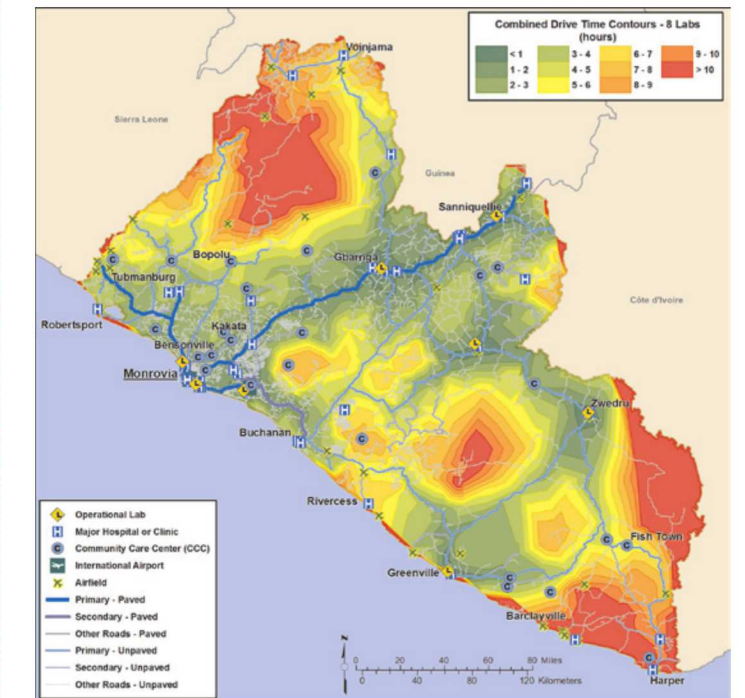 Combined Drive Time Contours - 8 Labs
(hours)
< 1
3 - 4
6 - 7
9 - 10
1 - 2
4 - 5
7 - 8
> 10
2 - 3
5 - 6
8 - 9
Voinjama
Sierra Leone
Guinea
Sanniquellie
Gbarnga
Bopolu
Tubmanburg
Côte d'Ivoire
Robertsport
Kakata
Bensonville
Monrovia
Zwedru
Buchanan
Rivercess
Fish Town
Greenville
Barclayville
Harper
Operational Lab
Major Hospital or Clinic
Community Care Center (CCC)
International Airport
Airfield
Primary - Paved
Secondary - Paved
Other Roads - Paved
Primary - Unpaved
Secondary - Unpaved
Other Roads - Unpaved
N
0 20 40 60 80 Miles
0 40 80 120 Kilometers